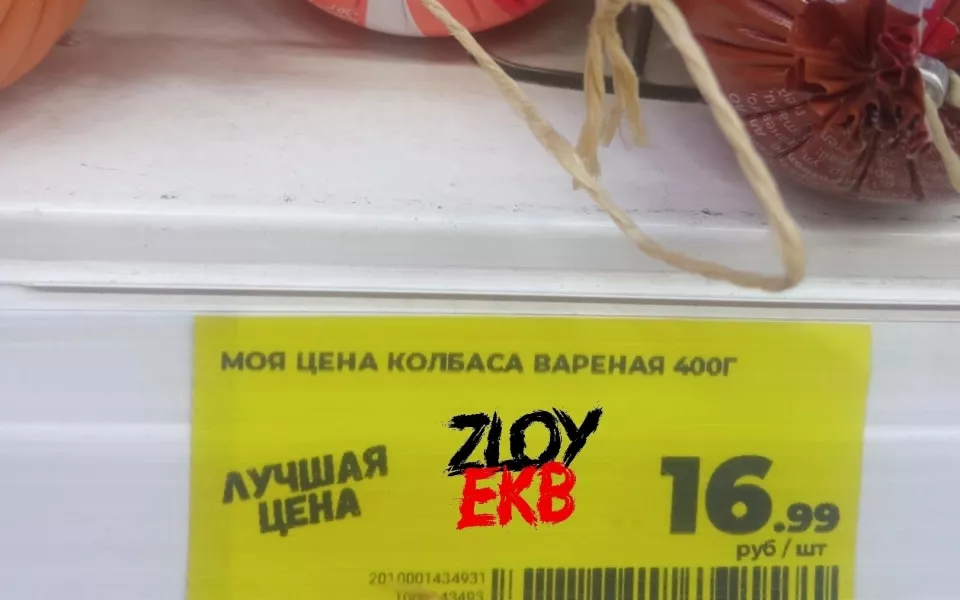 МОЯ ЦЕНА КОЛБАСА ВАРЕНАЯ 400Г
ZLOY
EKB
ЛУЧШАЯ
ЦЕНА
16.99
руб / шт
2010001434931